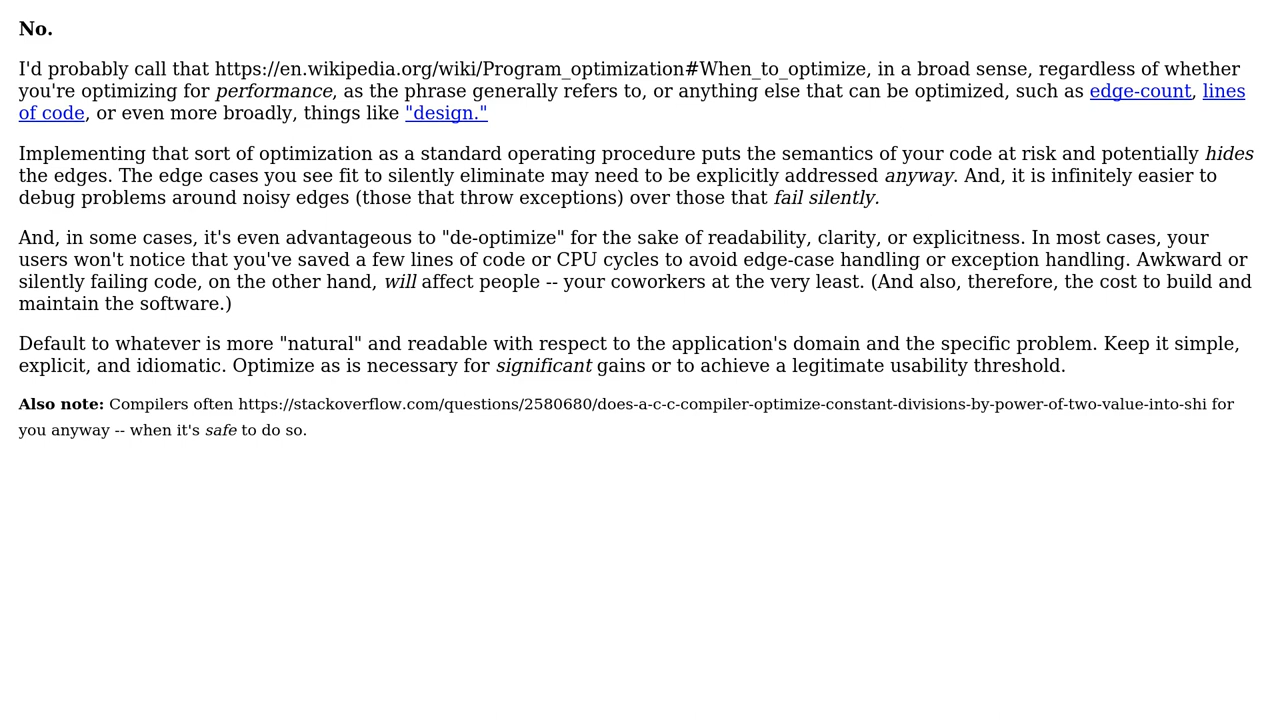 No.
I'd probably call that https://en.wikipedia.org/wiki/Program_optimization#When_to_optimize, in a broad sense, regardless of whether
you're optimizing for performance, as the phrase generally refers to, or anything else that can be optimized, such as edge-count, lines
of code, or even more broadly, things like "design."
Implementing that sort of optimization as a standard operating procedure puts the semantics of your code at risk and potentially hides
the edges. The edge cases you see fit to silently eliminate may need to be explicitly addressed anyway. And, it is infinitely easier to
debug problems around noisy edges (those that throw exceptions) over those that fail silently.
And, in some cases, it's even advantageous to "de-optimize" for the sake of readability, clarity, or explicitness. In most cases, your
users won't notice that you've saved a few lines of code or CPU cycles to avoid edge-case handling or exception handling. Awkward or
silently failing code, on the other hand, will affect people -- your coworkers at the very least. (And also, therefore, the cost to build and
maintain the software.)
Default to whatever is more "natural" and readable with respect to the application's domain and the specific problem. Keep it simple,
explicit, and idiomatic. Optimize as is necessary for significant gains or to achieve a legitimate usability threshold.
Also note: Compilers often https://stackoverflow.com/questions/2580680/does-a-c-c-compiler-optimize-constant-divisions-by-power-of-two-value-into-shi for
you anyway -- when it's safe to do so.